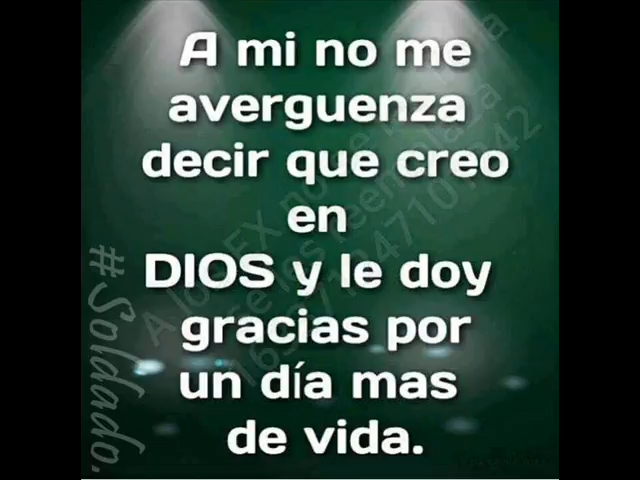 A mi no me
averguenza
decir que creo
en
DIOS y le doy
gracias por
un día mas
de vida.
#Soldado.